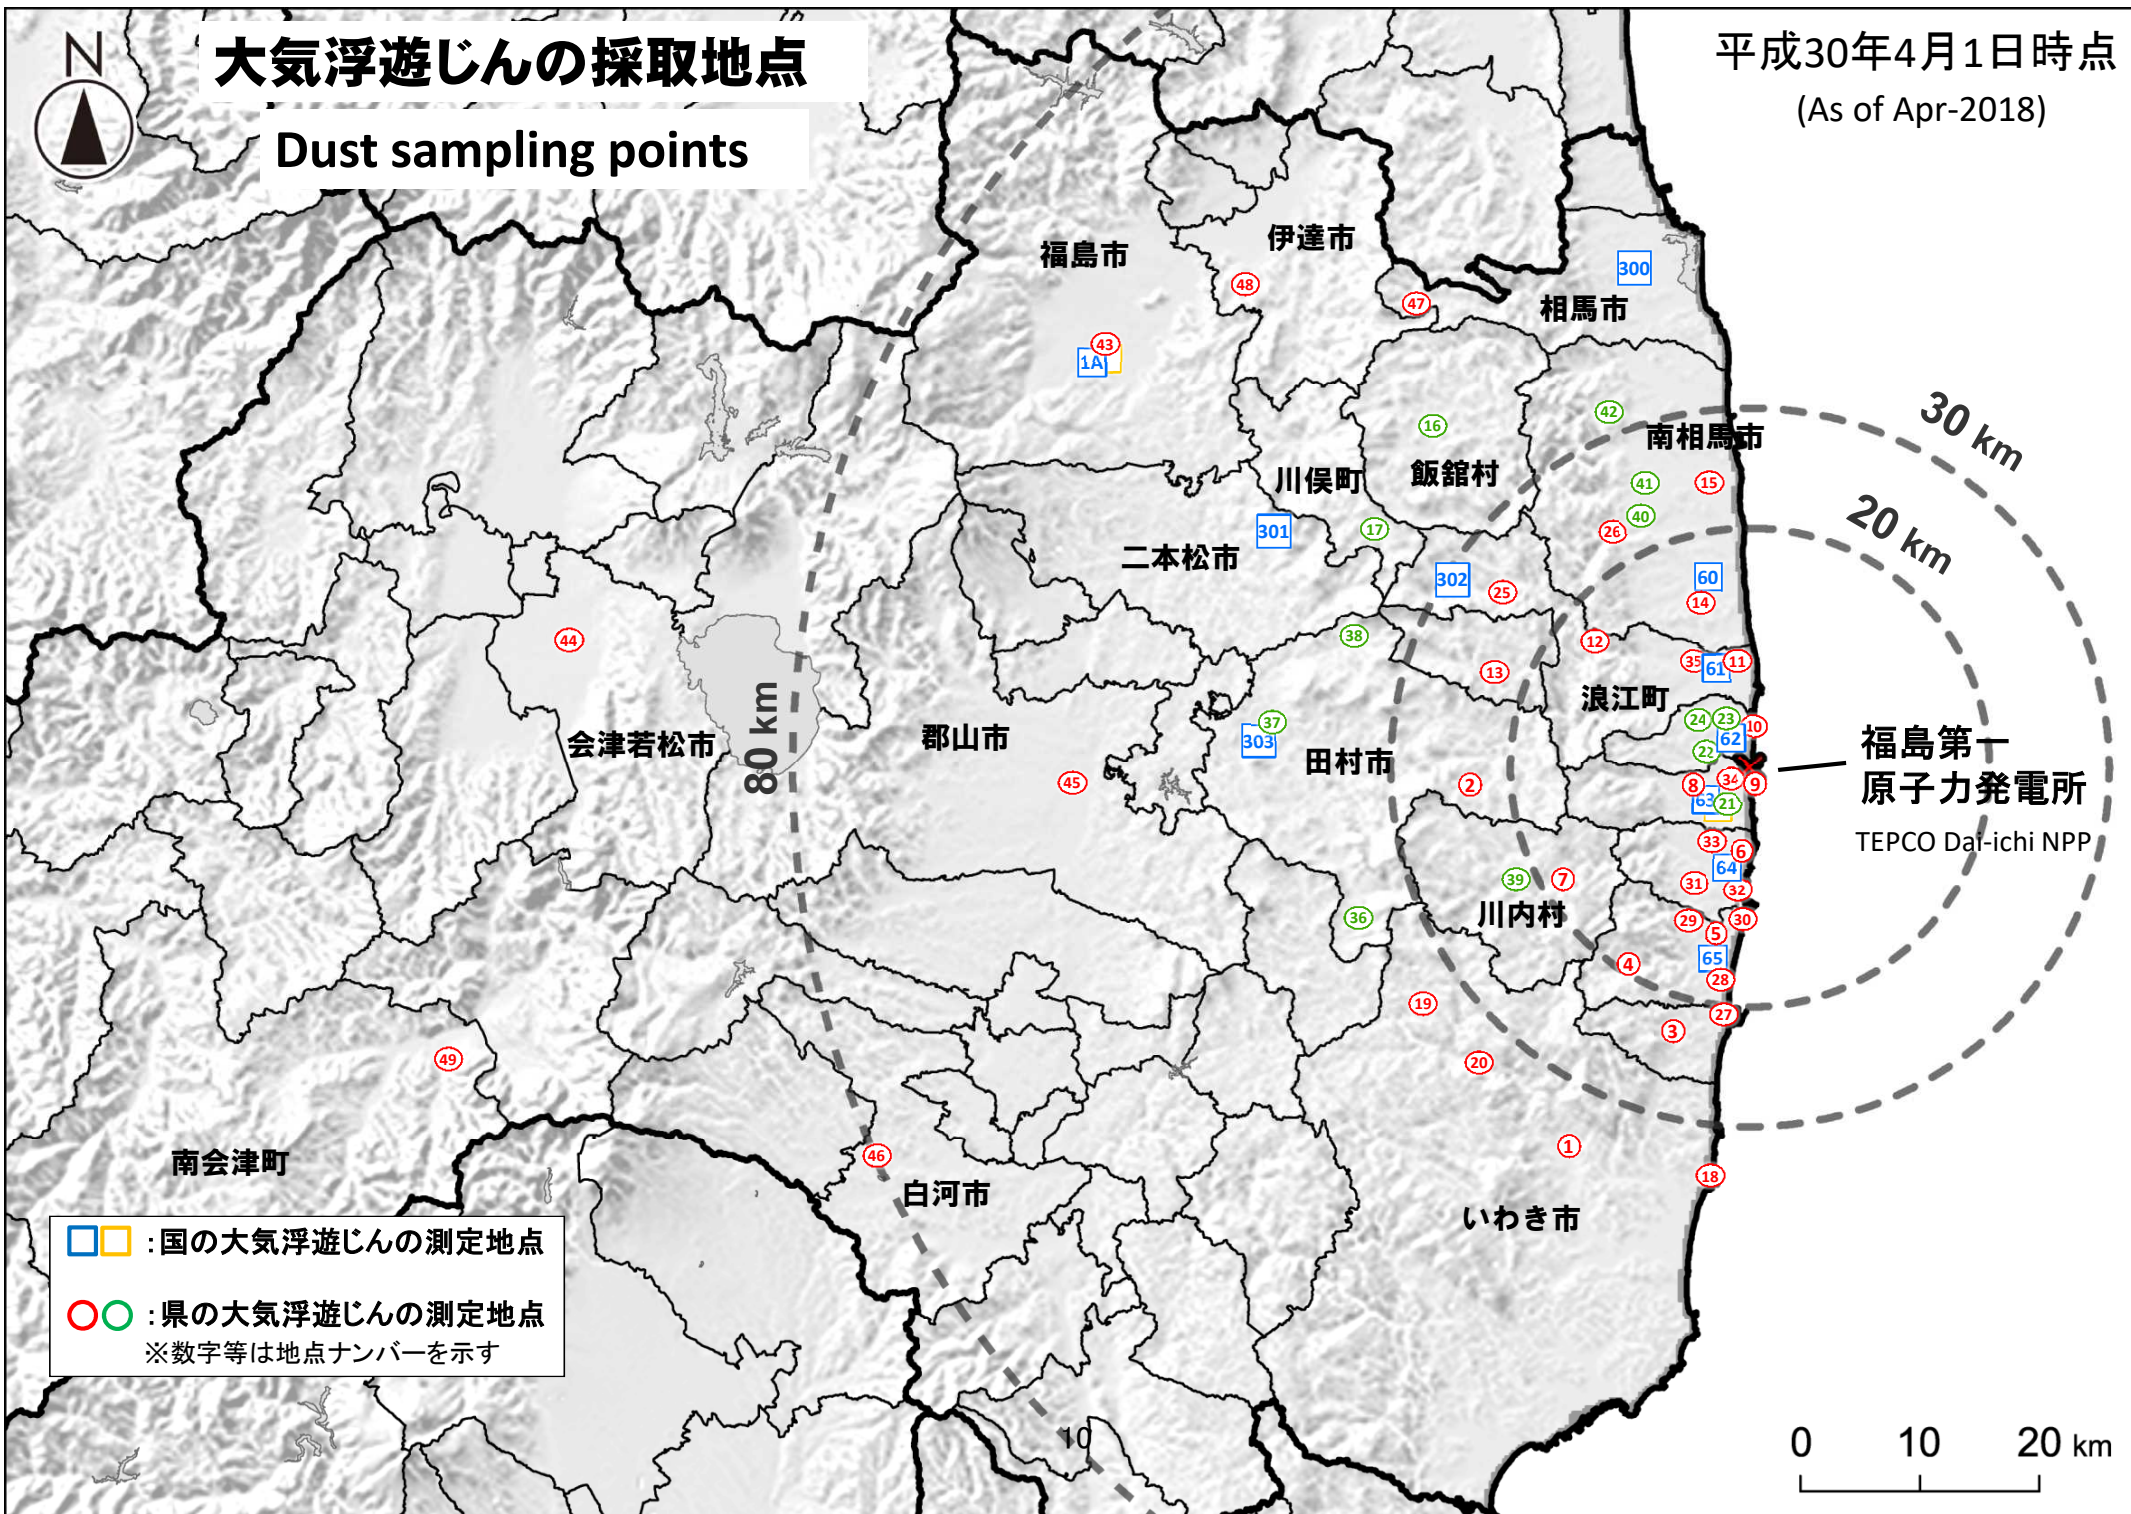 N
大気浮遊じんの採取地点
Dust sampling points
平成30年4月1日時点
(As of Apr-2018)
福島市
伊達市
300
48
47
相馬市
43
1A
30 km
42
16
南相馬市
川俣町
飯舘村
41
15
20 km
40
301
17
26
二本松市
302
60
25
14
44
38
12
35
61
11
13
80 km
浪江町
24
23
10
37
62
会津若松市
郡山市
303
田村市
22
福島第一
原子力発電所
TEPCO Dai-ichi NPP
45
2
8
34
9
63
21
33
6
64
39
7
31
32
川内村
36
29
30
5
65
4
28
19
27
3
49
20
1
南会津町
46
18
白河市
いわき市
:国の大気浮遊じんの測定地点
:県の大気浮遊じんの測定地点
※数字等は地点ナンバーを示す
10
0 10 20 km